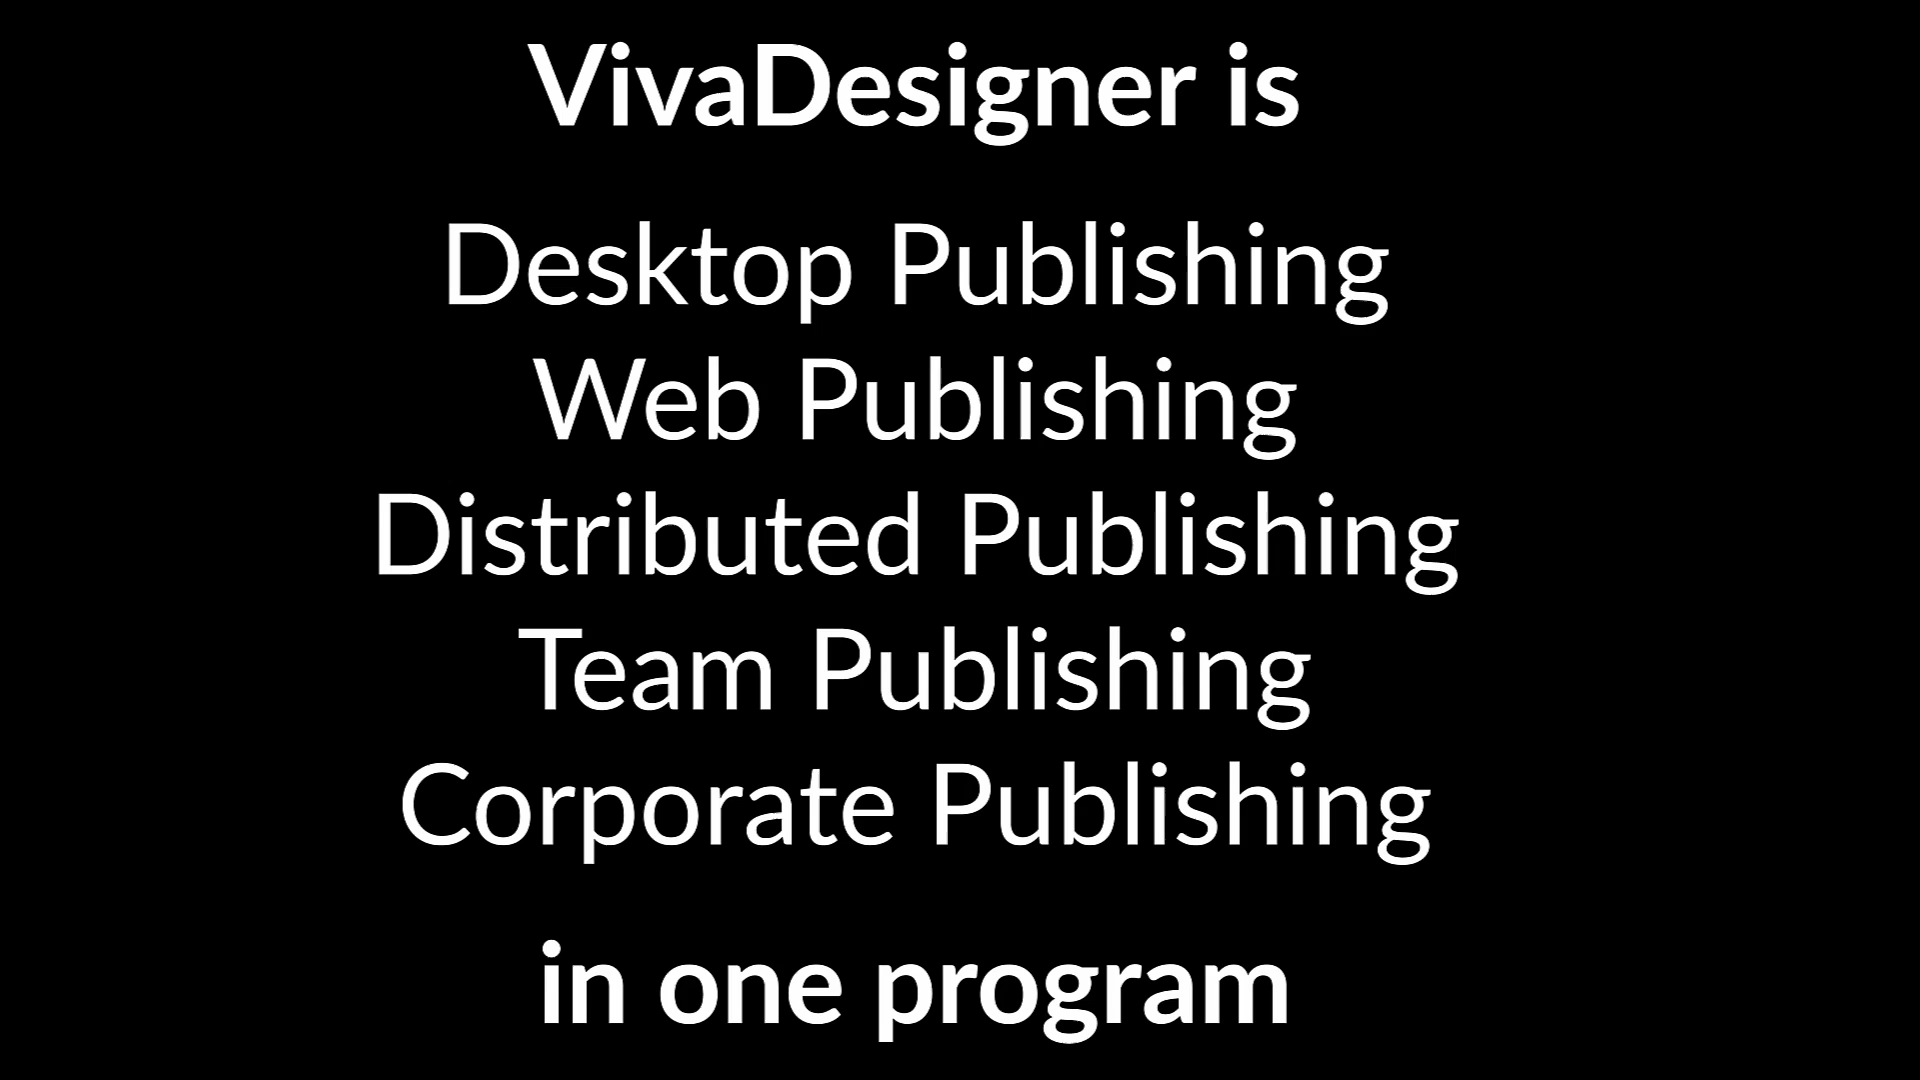 VivaDesigner is
Desktop Publishing
Web Publishing
Distributed Publishing
Team Publishing
Corporate Publishing
in one program